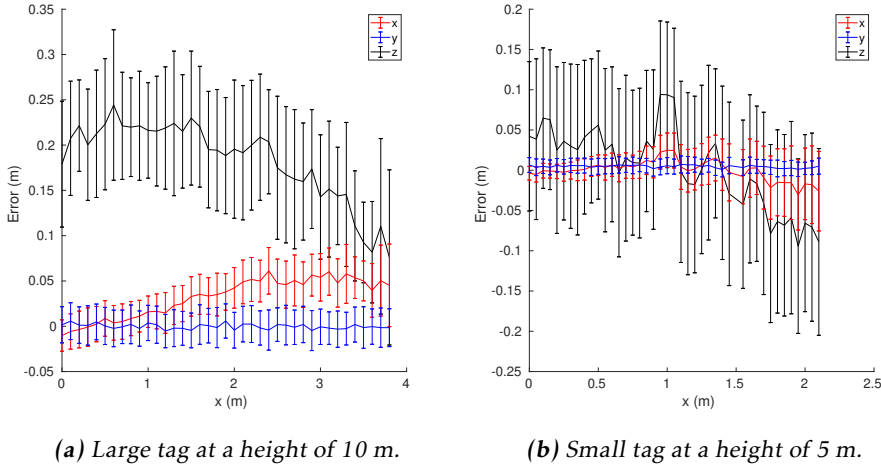 0.35
0.3
0.25
0.2
0.15
0.1
0.05
0
-0.05
Error (m)
0 1 2 3 4
x (m)
x
y
z
(a) Large tag at a height of 10 m.
0.2
0.15
0.1
0.05
0
-0.05
-0.1
-0.15
-0.2
-0.25
Error (m)
0 0.5 1.0 1.5 2 2.5
x (m)
x
y
z
(b) Small tag at a height of 5 m.